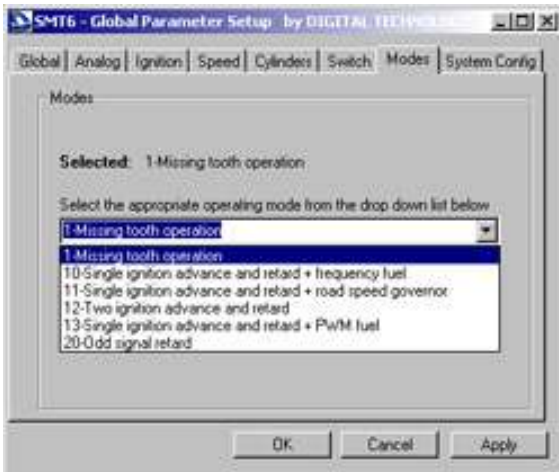 SMT6 - Global Parameter Setup by DIGITAL
Global Analog Ignition Speed Cylinders Switch Modes System Config
Modes
Selected: 1-Missing tooth operation
Select the appropriate operating mode from the drop down list below
1-Missing tooth operation
1-Missing tooth operation
10-Single ignition advance and retard + frequency fuel
11-Single ignition advance and retard + road speed governor
12-Two ignition advance and retard
13-Single ignition advance and retard + PWM fuel
20-Odd signal retard
OK Cancel Apply